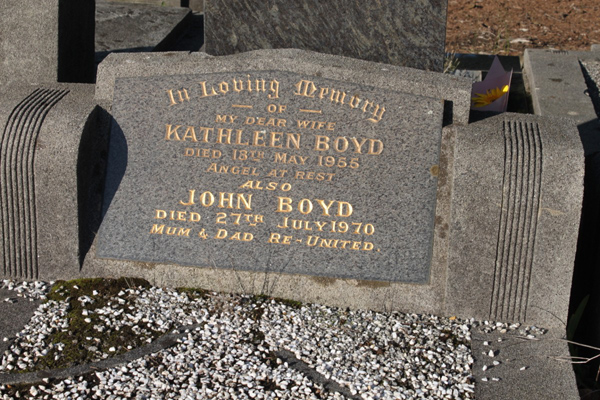 In Loving Memory
— OF —
MY DEAR WIFE
KATHLEEN BOYD
DIED 13TH MAY 1955
ANGEL AT REST
ALSO
JOHN BOYD
DIED 27TH JULY 1970
MUM & DAD RE-UNITED.